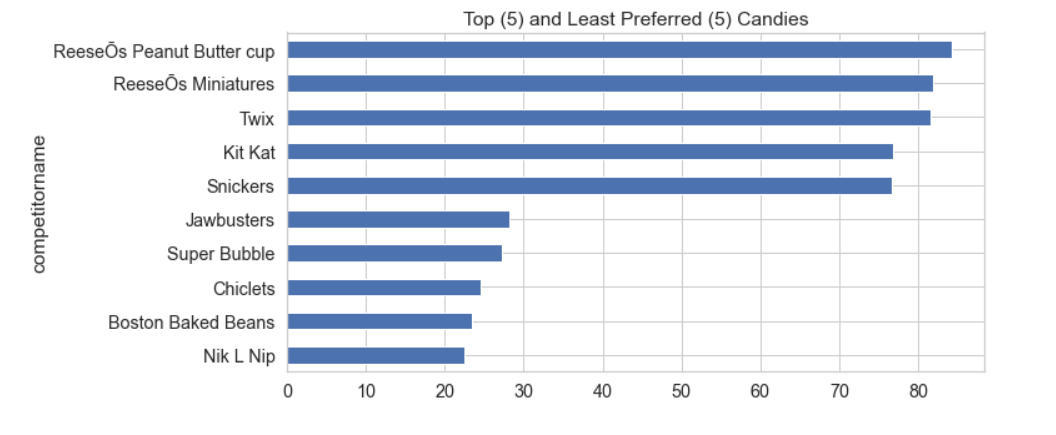 Top (5) and Least Preferred (5) Candies
ReeseÕs Peanut Butter cup
ReeseÕs Miniatures
Twix
Kit Kat
Snickers
Jawbusters
Super Bubble
Chiclets
Boston Baked Beans
Nik L Nip
competitorname
0 10 20 30 40 50 60 70 80